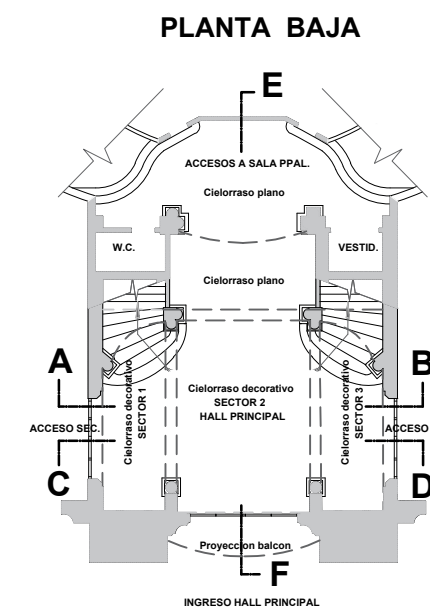 PLANTA BAJA
E
ACCESOS A SALA PPAL.
Cielorraso plano
W.C.
VESTID.
Cielorraso plano
A
B
Cielorraso decorativo
SECTOR 1
Cielorraso decorativo
SECTOR 2
HALL PRINCIPAL
Cielorraso decorativo
SECTOR 3
ACCESO SEC.
ACCESO
C
D
Proyeccion balcon
F
INGRESO HALL PRINCIPAL